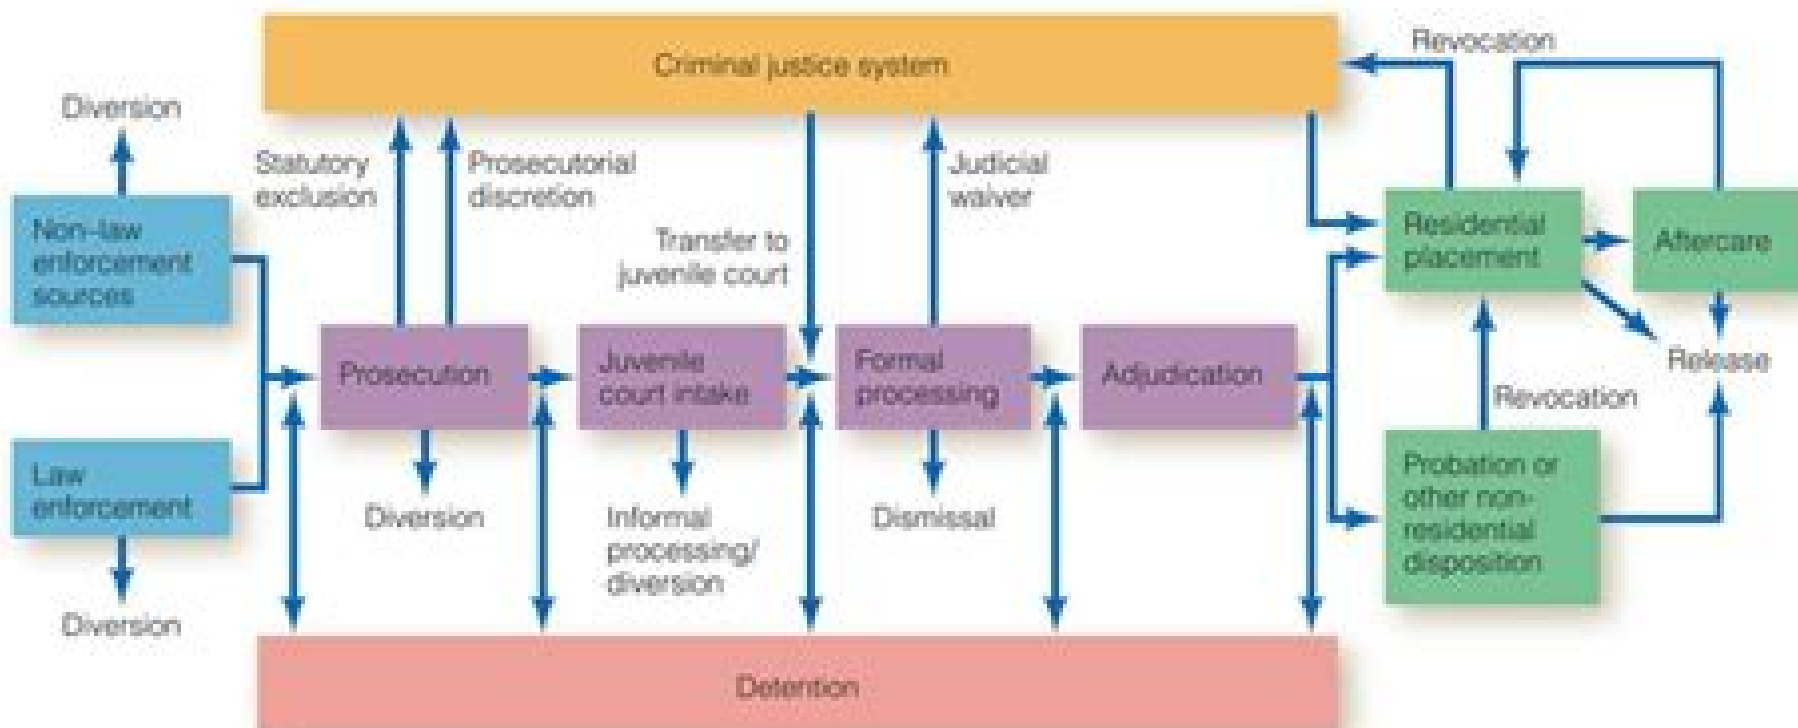 Criminal justice system
Revocation
Diversion
Statutory
exclusion
Prosecutorial
discretion
Judicial
waiver
Non-law
enforcement
sources
Transfer to
juvenile court
Residential
placement
Aftercare
Prosecution
Juvenile
court intake
Formal
processing
Adjudication
Release
Revocation
Law
enforcement
Diversion
Informal
processing/
diversion
Dismissal
Probation or
other non-
residential
disposition
Diversion
Detention